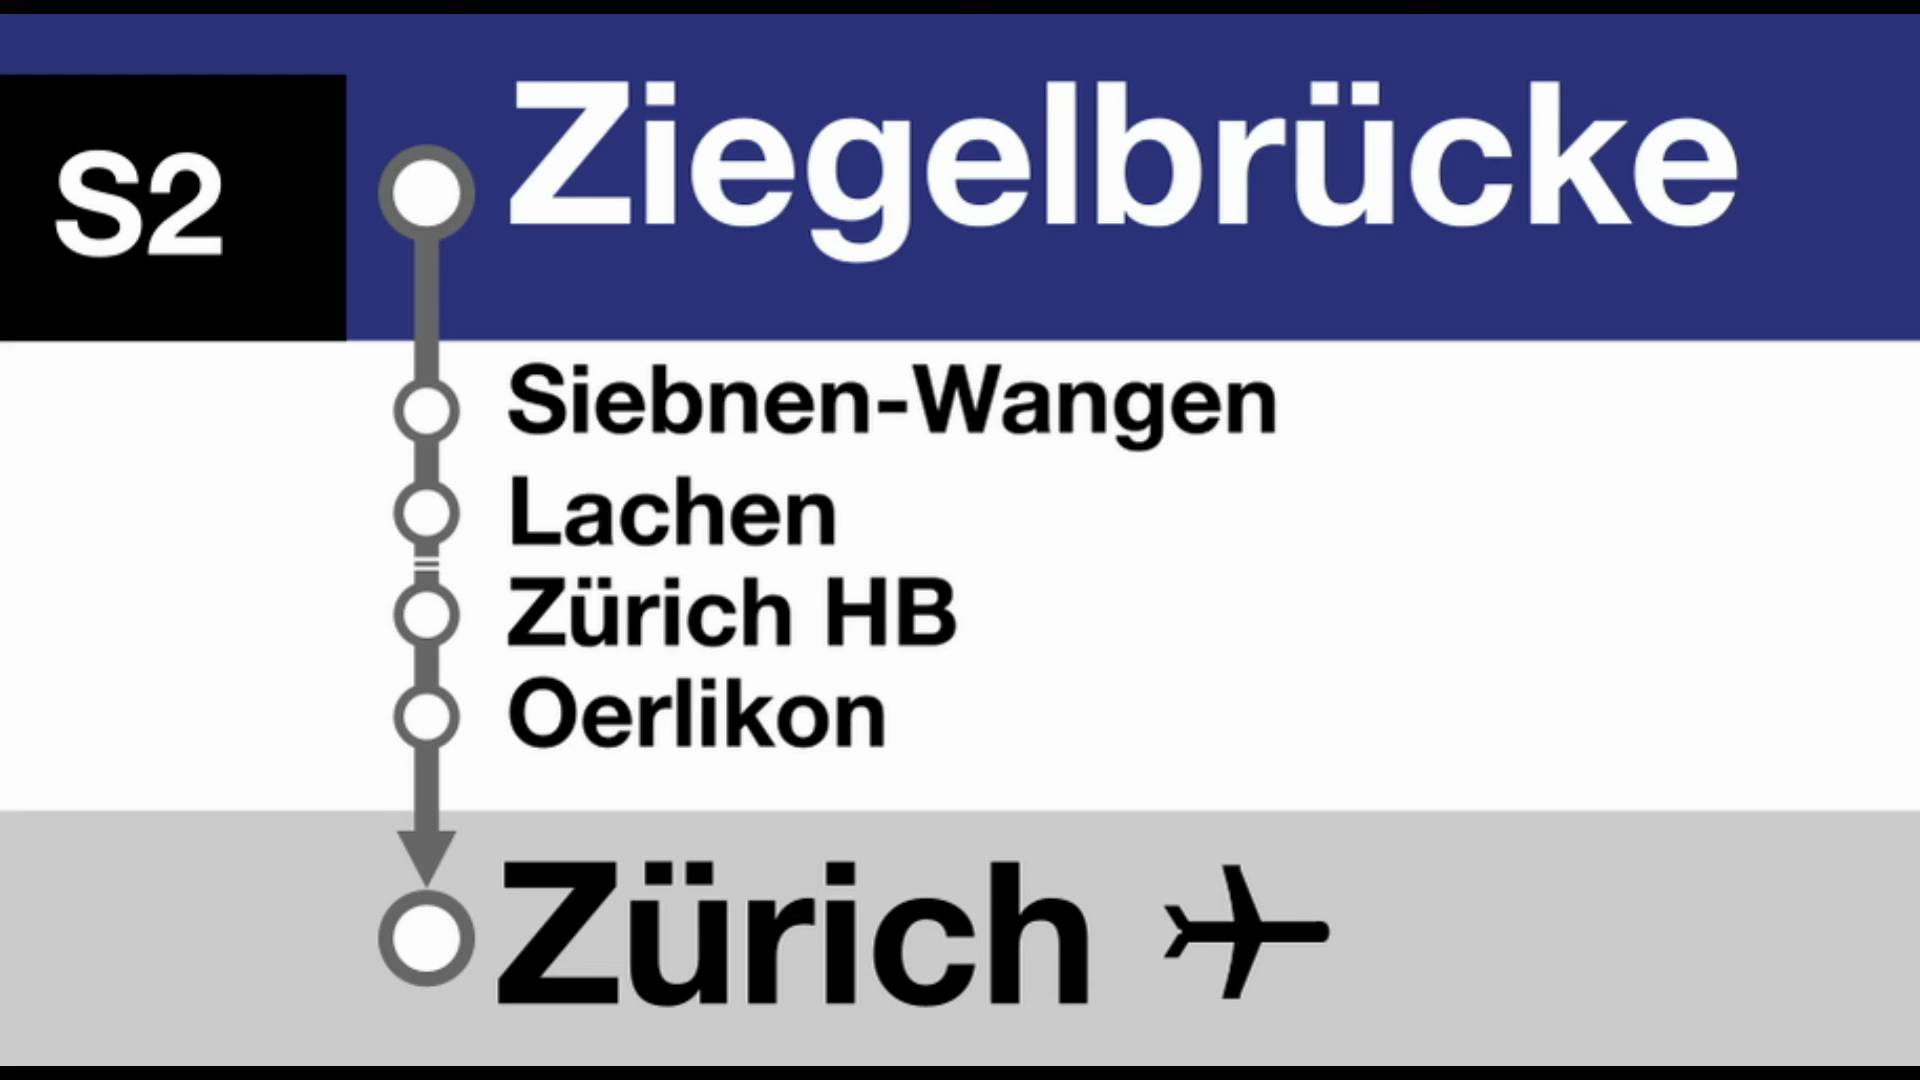 S2
Ziegelbrücke
Siebnen-Wangen
Lachen
Zürich HB
Oerlikon
Zürich